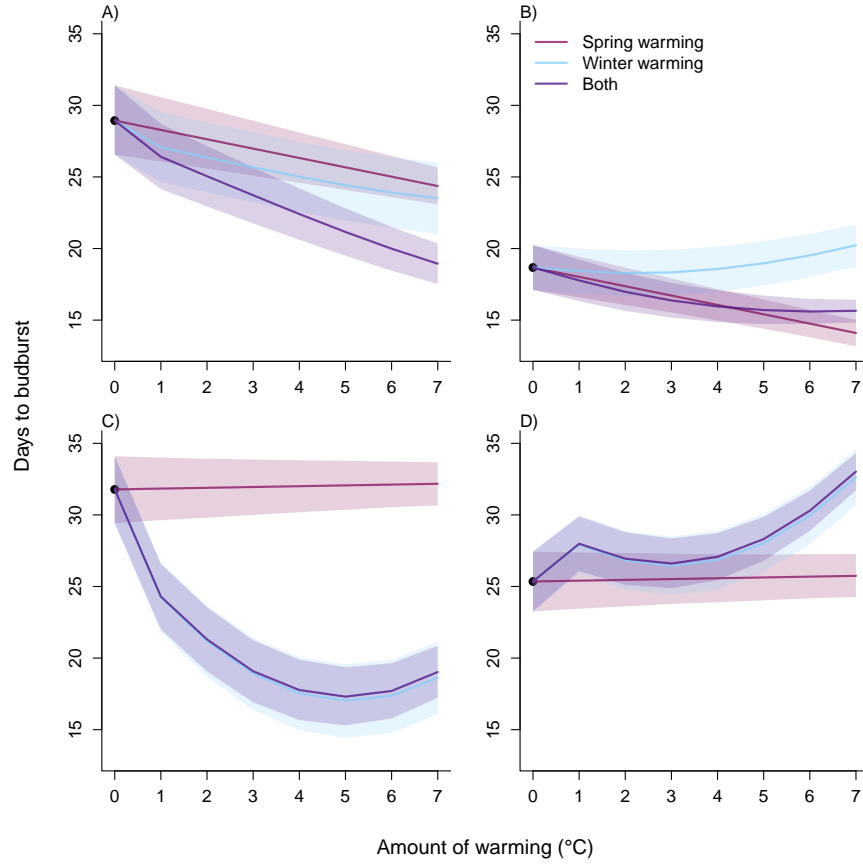 A)
35
30
25
20
15
0 1 2 3 4 5 6 7
B)
Spring warming
Winter warming
Both
35
30
25
20
15
0 1 2 3 4 5 6 7
C)
35
30
25
20
15
0 1 2 3 4 5 6 7
D)
35
30
25
20
15
0 1 2 3 4 5 6 7
Days to budburst
Amount of warming (°C)